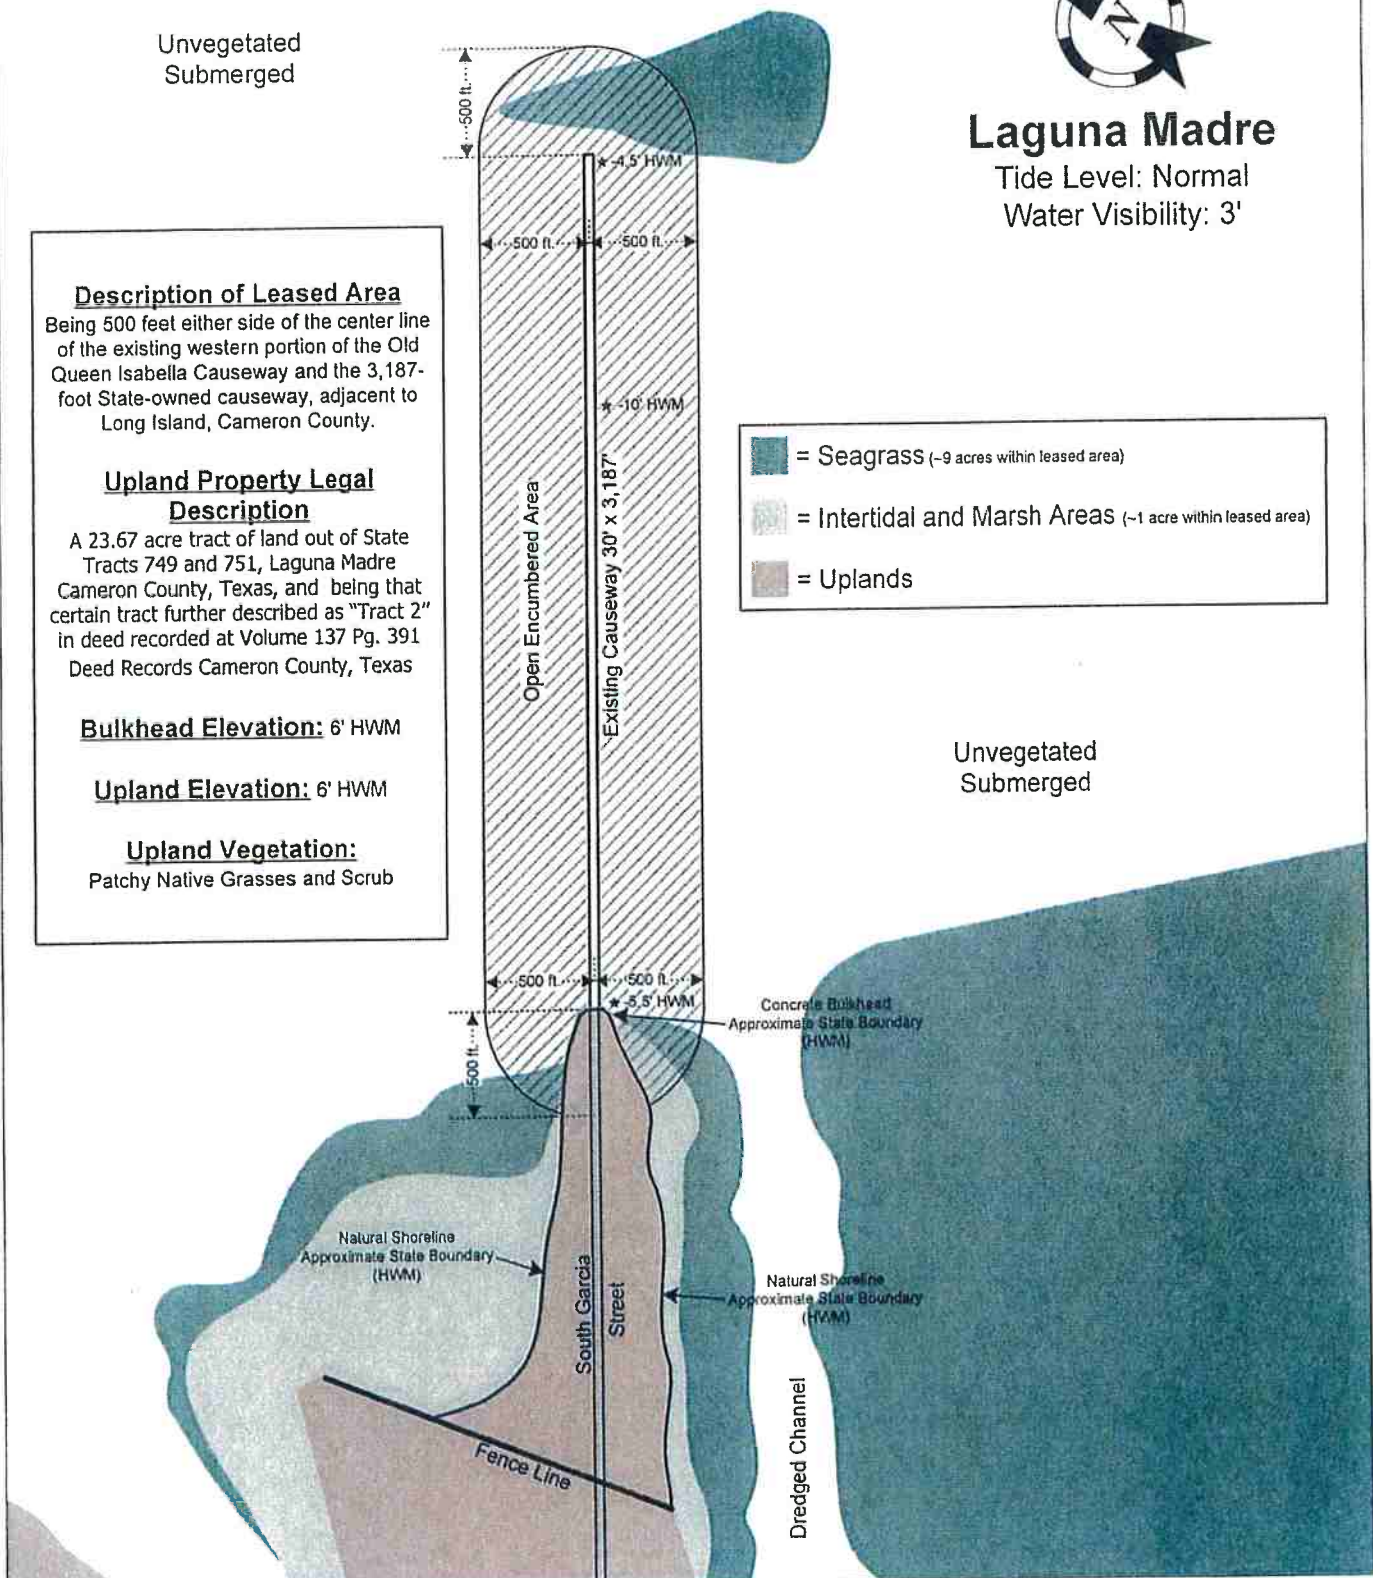 Unvegetated
Submerged
N
Laguna Madre
Tide Level: Normal
Water Visibility: 3'
500 ft.
★ -4.5' HWM
500 ft.
500 ft.
Description of Leased Area
Being 500 feet either side of the center line
of the existing western portion of the Old
Queen Isabella Causeway and the 3,187-
foot State-owned causeway, adjacent to
Long Island, Cameron County.
Upland Property Legal
Description
A 23.67 acre tract of land out of State
Tracts 749 and 751, Laguna Madre
Cameron County, Texas, and being that
certain tract further described as "Tract 2"
in deed recorded at Volume 137 Pg. 391
Deed Records Cameron County, Texas
Bulkhead Elevation: 6' HWM
Upland Elevation: 6' HWM
Upland Vegetation:
Patchy Native Grasses and Scrub
★ -10' HWM
Open Encumbered Area
Existing Causeway 30' x 3,187'
= Seagrass (~9 acres within leased area)
= Intertidal and Marsh Areas (~1 acre within leased area)
= Uplands
Unvegetated
Submerged
500 ft.
500 ft.
★ -5.5' HWM
Concrete Bulkhead
Approximate State Boundary
(HWM)
500 ft.
Natural Shoreline
Approximate State Boundary
(HWM)
South Garcia
Street
Natural Shoreline
Approximate State Boundary
(HWM)
Fence Line
Dredged Channel